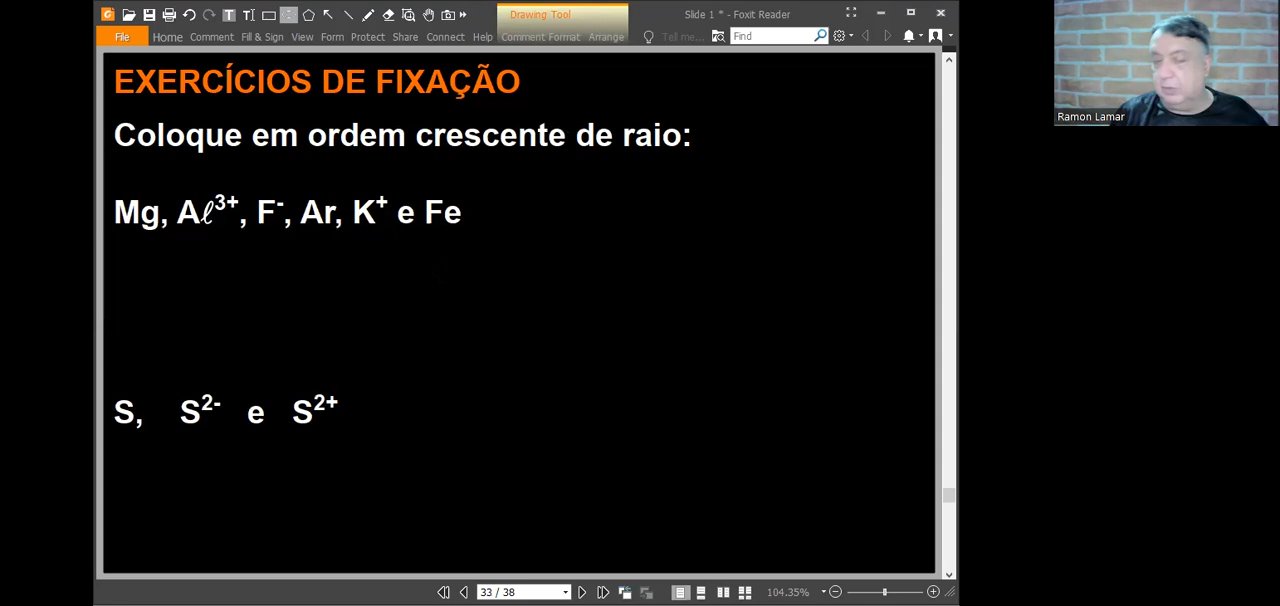 Drawing Tool
Slide 1 * - Foxit Reader
File Home Comment Fill & Sign View Form Protect Share Connect Help Comment Format Arrange Tell me... Find
EXERCÍCIOS DE FIXAÇÃO
Coloque em ordem crescente de raio:
Mg, Aℓ³⁺, F⁻, Ar, K⁺ e Fe
S, S²⁻ e S²⁺
33 / 38
104.35%
Ramon Lamar